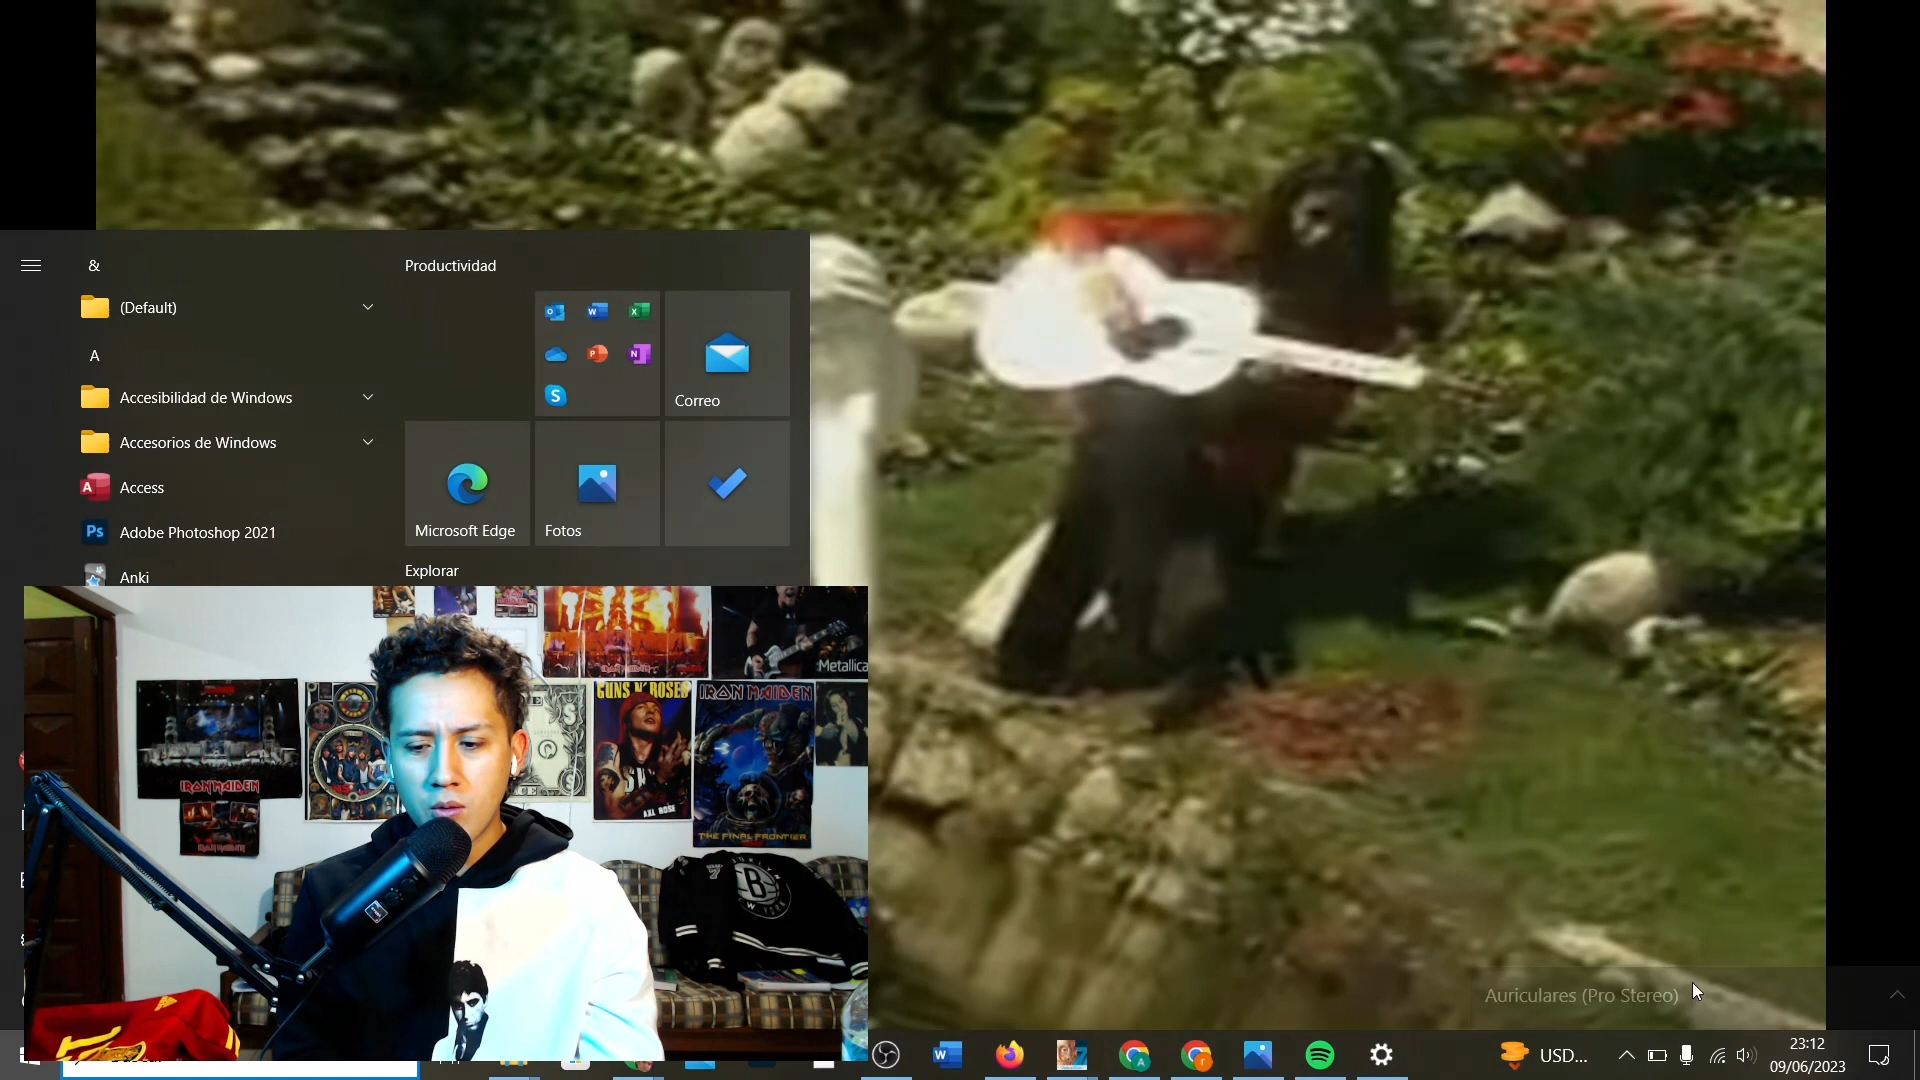 &
(Default)
A
Accesibilidad de Windows
Accesorios de Windows
Access
Adobe Photoshop 2021
Anki
Productividad
Correo
Microsoft Edge
Fotos
Explorar
Metallica
IRON MAIDEN
IRON MAIDEN
GUNS N' ROSES
AXL ROSE
IRON MAIDEN
THE FINAL FRONTIER
B
Auriculares (Pro Stereo)
USD...
23:12
09/06/2023